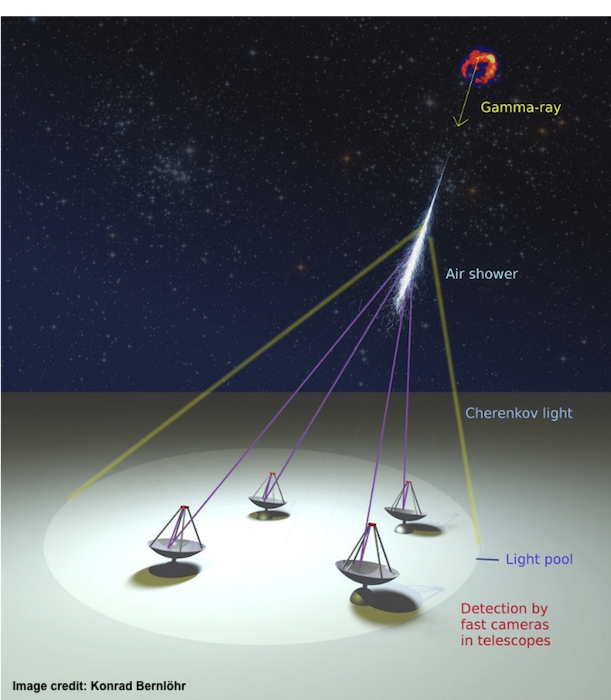 Gamma-ray
Air shower
Cherenkov light
Light pool
Detection by
fast cameras
in telescopes
Image credit: Konrad Bernlöhr